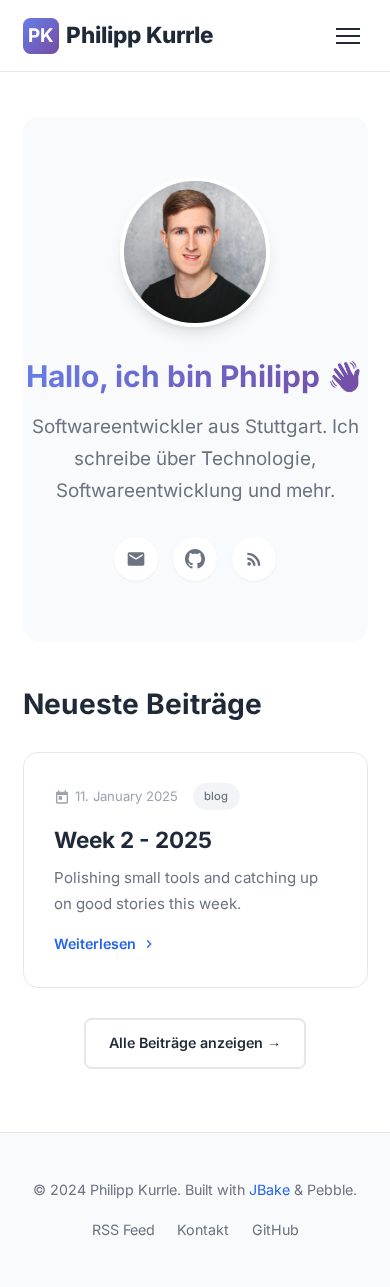 PK Philipp Kurrle
Hallo, ich bin Philipp 👋
Softwareentwickler aus Stuttgart. Ich
schreibe über Technologie,
Softwareentwicklung und mehr.
Neueste Beiträge
11. January 2025 blog
Week 2 - 2025
Polishing small tools and catching up
on good stories this week.
Weiterlesen
Alle Beiträge anzeigen →
© 2024 Philipp Kurrle. Built with JBake & Pebble.
RSS Feed Kontakt GitHub